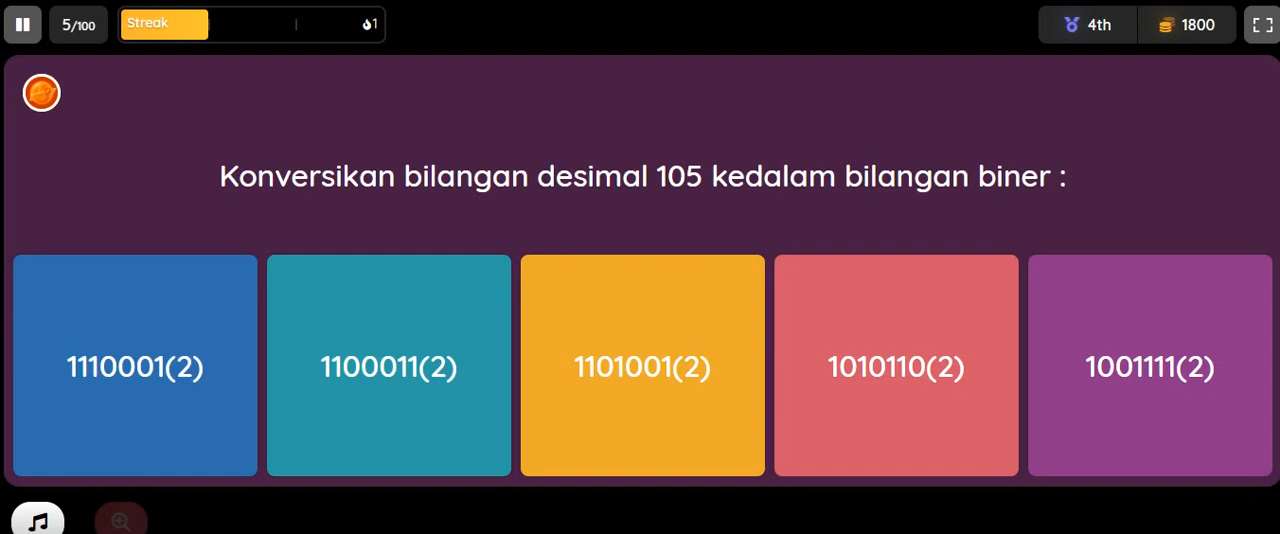 5/100
Streak
1
4th
1800
Konversikan bilangan desimal 105 kedalam bilangan biner :
1110001(2)
1100011(2)
1101001(2)
1010110(2)
1001111(2)